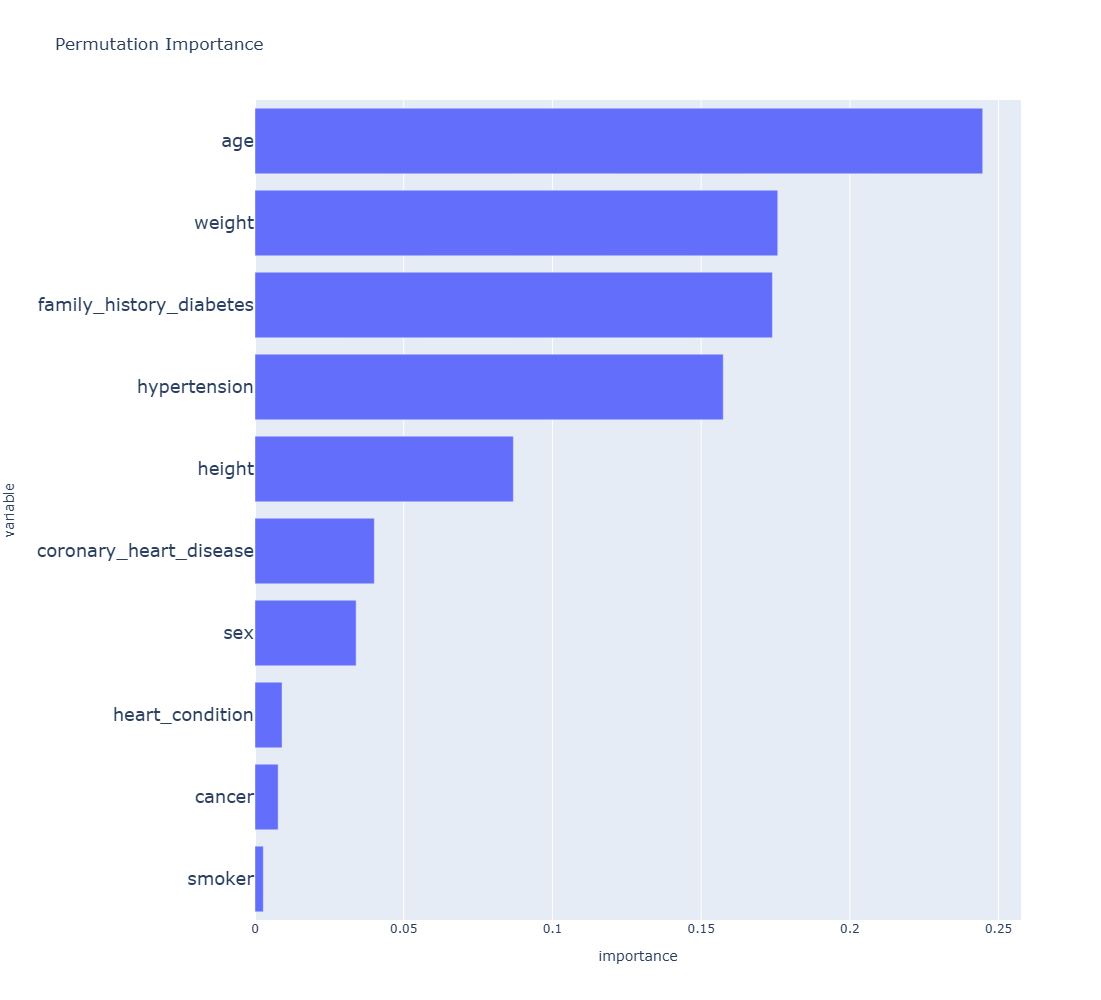 Permutation Importance
age
weight
family_history_diabetes
hypertension
height
coronary_heart_disease
sex
heart_condition
cancer
smoker
variable
0 0.05 0.1 0.15 0.2 0.25
importance